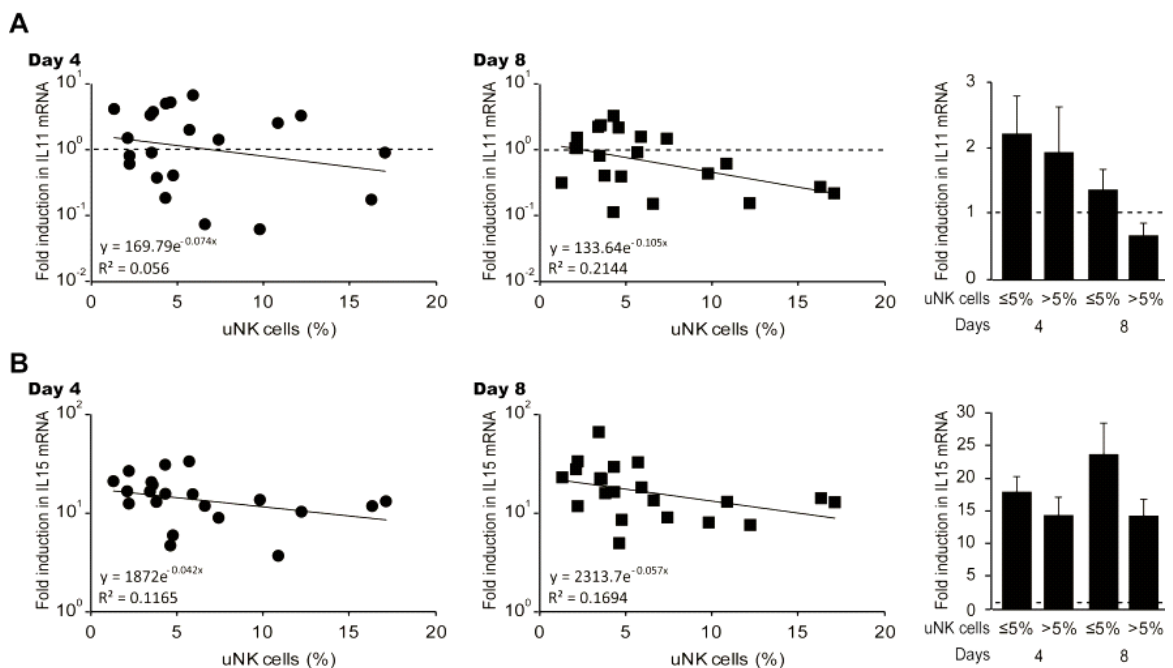 A
Day 4
Fold induction in IL11 mRNA
10^1
10^0
10^-1
10^-2
y = 169.79e^-0.074x
R² = 0.056
0 5 10 15 20
uNK cells (%)
Day 8
Fold induction in IL11 mRNA
10^1
10^0
10^-1
10^-2
y = 133.64e^-0.105x
R² = 0.2144
0 5 10 15 20
uNK cells (%)
Fold induction in IL11 mRNA
3
2
1
0
uNK cells ≤5% >5% ≤5% >5%
Days 4 8
B
Day 4
Fold induction in IL15 mRNA
10^2
10^1
10^0
y = 1872e^-0.042x
R² = 0.1165
0 5 10 15 20
uNK cells (%)
Day 8
Fold induction in IL15 mRNA
10^2
10^1
10^0
y = 2313.7e^-0.057x
R² = 0.1694
0 5 10 15 20
uNK cells (%)
Fold induction in IL15 mRNA
30
25
20
15
10
5
0
uNK cells ≤5% >5% ≤5% >5%
Days 4 8